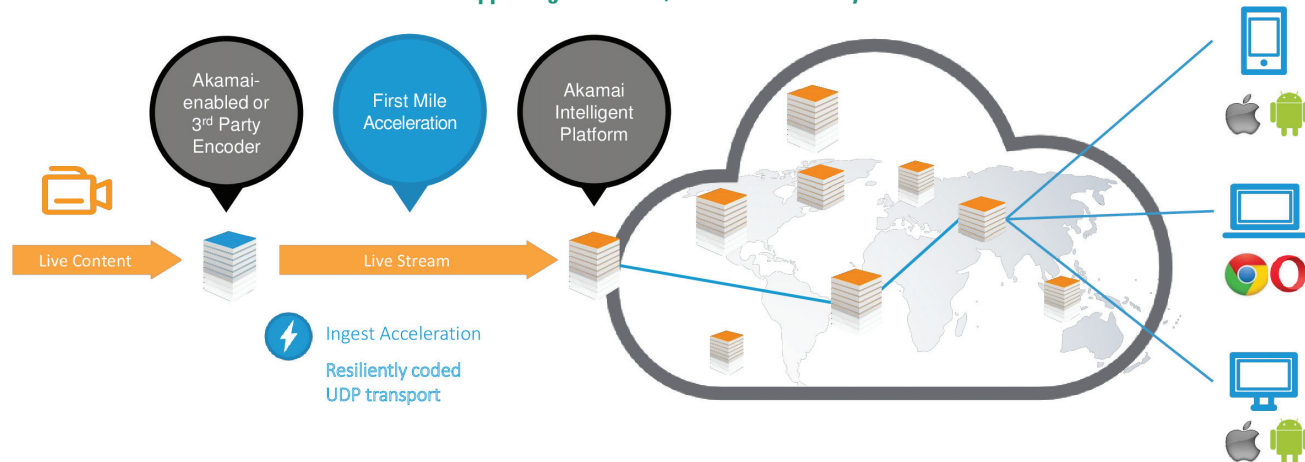 Akamai-
enabled or
3rd Party
Encoder
First Mile
Acceleration
Akamai
Intelligent
Platform
Live Content
Live Stream
Ingest Acceleration
Resiliently coded
UDP transport